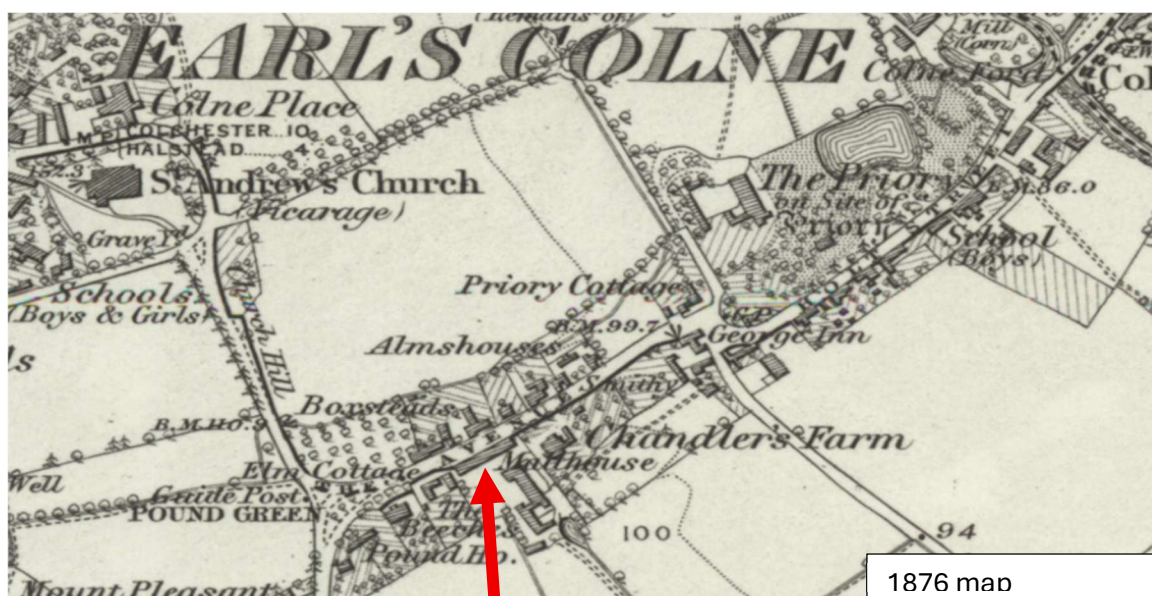 (Remains of)
EARL'S COLNE
Mill
(Corn)
Colne Ford
Col
Colne Place
COLCHESTER 10
HALSTEAD 4
M.S.
152.3
St. Andrew's Church
(Vicarage)
The Priory
on Site of
Priory
B.M.86.0
Grave Yd.
School
(Boys)
Schools
(Boys & Girls)
Church Hill
Priory Cottage
G.P.
B.M.99.7
George Inn
Almshouses
ls
Smithy
Boxsteads
B.M.110.9
Chandler's Farm
Malthouse
Elm Cottage
Well
Guide Post
POUND GREEN
The
Beeches
Pound Ho.
100
94
Mount Pleasant
1876 map